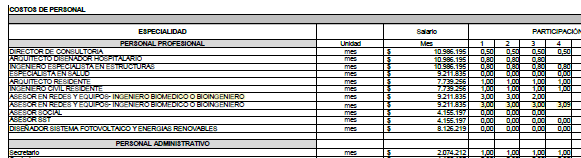 COSTOS DE PERSONAL
ESPECIALIDAD Salario PARTICIPACIÓN
PERSONAL PROFESIONAL Unidad Mes 1 2 3 4
DIRECTOR DE CONSULTORIA mes $ 10.986.195 0,50 0,50 0,50 0,50
ARQUITECTO DISEÑADOR HOSPITALARIO mes $ 10.986.195 0,80 0,80 0,80
INGENIERO ESPECIALISTA EN ESTRUCTURAS mes $ 10.986.195 0,80 0,80 0,80 0,80
ESPECIALISTA EN SALUD mes $ 9.211.835 0,00 0,00 0,00 0,00
ARQUITECTO RESIDENTE mes $ 7.739.256 1,00 1,00 1,00 1,00
INGENIERO CIVIL RESIDENTE mes $ 7.739.256 1,00 1,00 1,00 1,00
ASESOR EN REDES Y EQUIPOS- INGENIERO BIOMEDICO O BIOINGENIERO mes $ 9.211.835 3,00 3,00 2,00
ASESOR EN REDES Y EQUIPOS- INGENIERO BIOMEDICO O BIOINGENIERO mes $ 9.211.835 3,00 3,00 3,00 3,09
ASESOR SOCIAL mes $ 4.155.197 0,00 0,00 0,00
ASESOR SST mes $ 4.155.197 0,00 0,00 0,00 0,00
DISEÑADOR SISTEMA FOTOVOLTAICO Y ENERGIAS RENOVABLES mes $ 8.126.219 0,00 0,00 0,00 0,00
PERSONAL ADMINISTRATIVO
Secretario mes $ 2.074.212 1,00 1,00 1,00 1,00